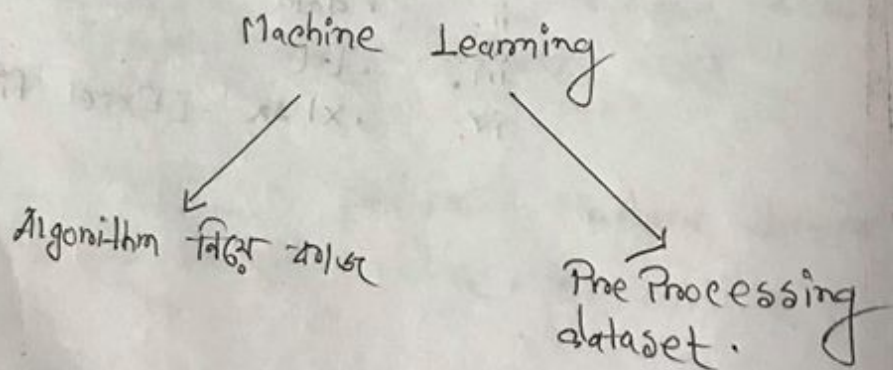 Machine Learning
Algorithm নিয়ে কাজ
Pre Processing
dataset.